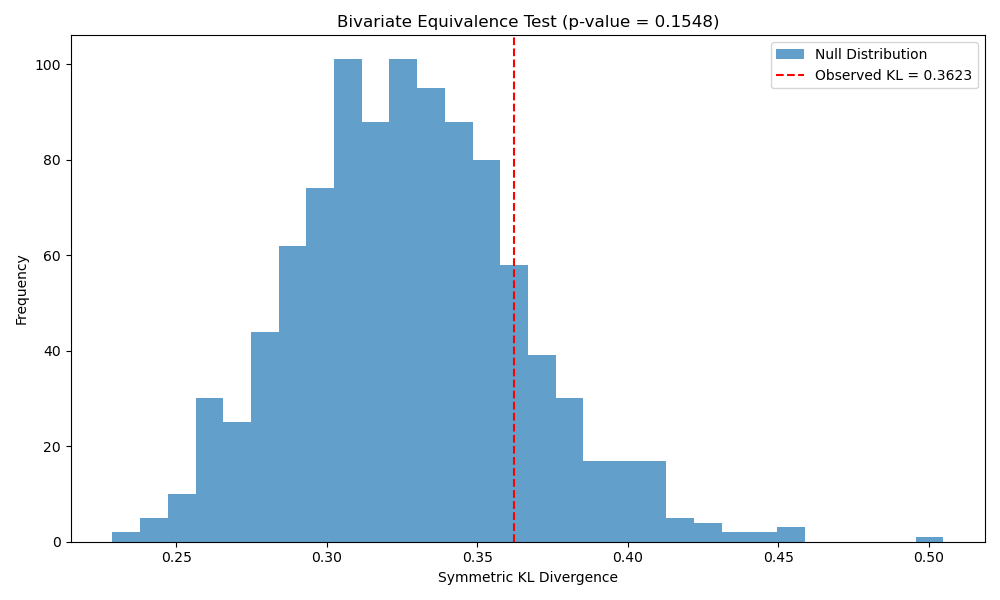 Bivariate Equivalence Test (p-value = 0.1548)
Null Distribution
Observed KL = 0.3623
Frequency
100
80
60
40
20
0
0.25 0.30 0.35 0.40 0.45 0.50
Symmetric KL Divergence